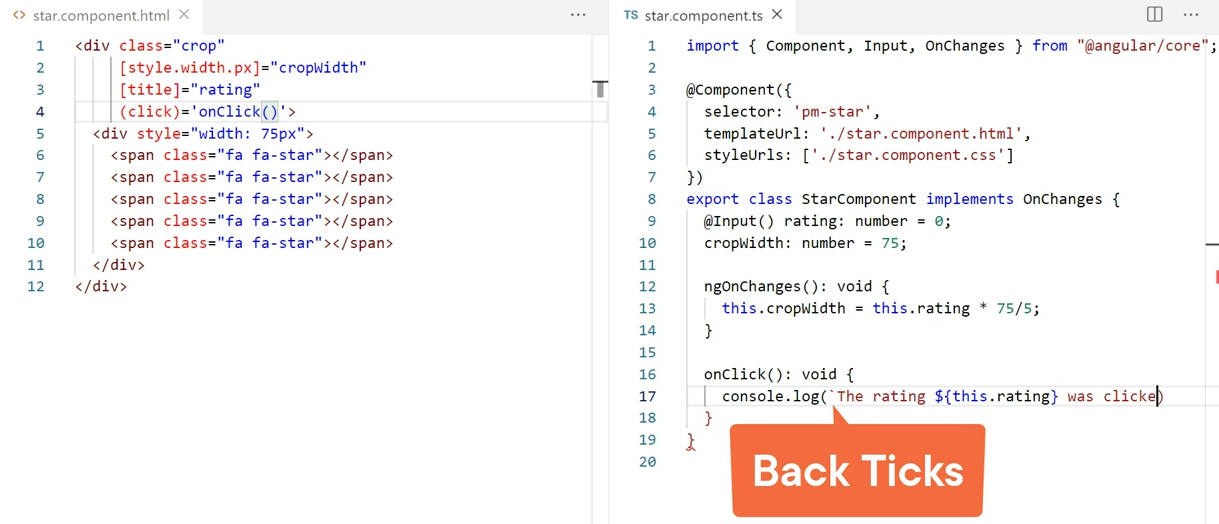 <> star.component.html ×
1 <div class="crop"
2 [style.width.px]="cropWidth"
3 [title]="rating"
4 (click)='onClick()'>
5 <div style="width: 75px">
6 <span class="fa fa-star"></span>
7 <span class="fa fa-star"></span>
8 <span class="fa fa-star"></span>
9 <span class="fa fa-star"></span>
10 <span class="fa fa-star"></span>
11 </div>
12 </div>
TS star.component.ts ×
1 import { Component, Input, OnChanges } from "@angular/core";
2
3 @Component({
4 selector: 'pm-star',
5 templateUrl: './star.component.html',
6 styleUrls: ['./star.component.css']
7 })
8 export class StarComponent implements OnChanges {
9 @Input() rating: number = 0;
10 cropWidth: number = 75;
11
12 ngOnChanges(): void {
13 this.cropWidth = this.rating * 75/5;
14 }
15
16 onClick(): void {
17 console.log(`The rating ${this.rating} was clicke)
18 }
19 }
20
Back Ticks